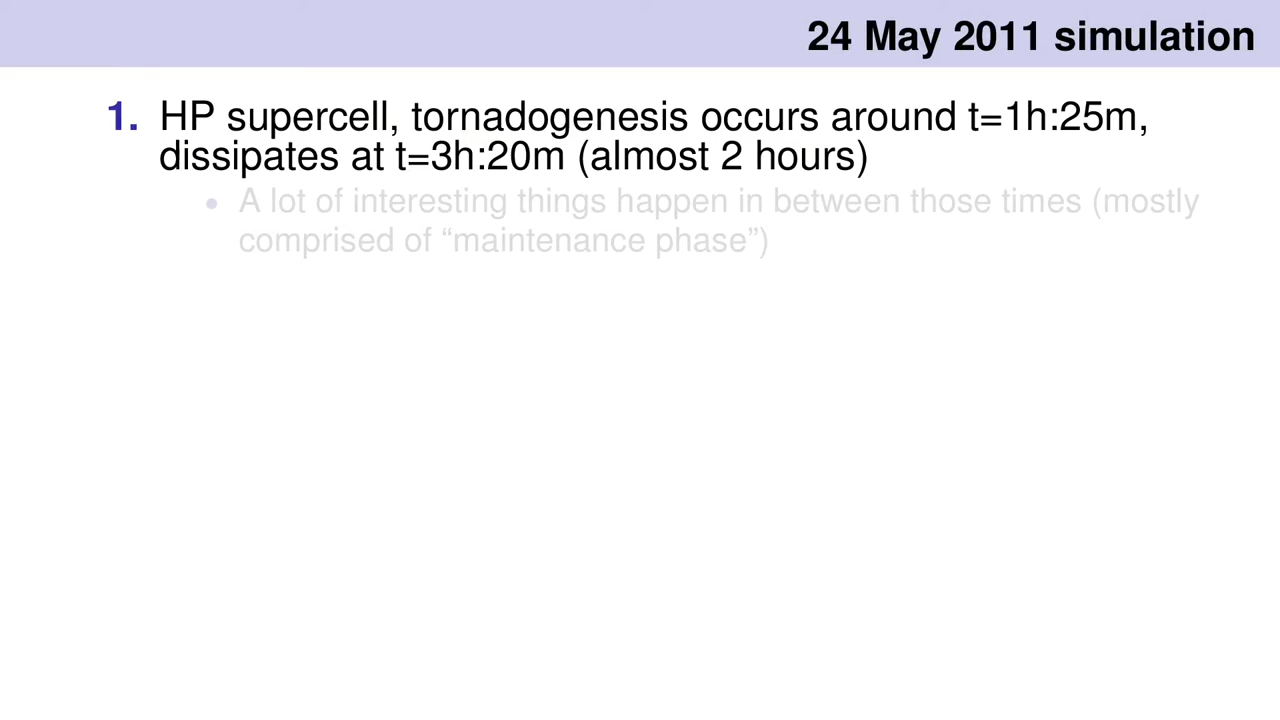 24 May 2011 simulation
1. HP supercell, tornadogenesis occurs around t=1h:25m,
dissipates at t=3h:20m (almost 2 hours)
• A lot of interesting things happen in between those times (mostly
comprised of “maintenance phase”)